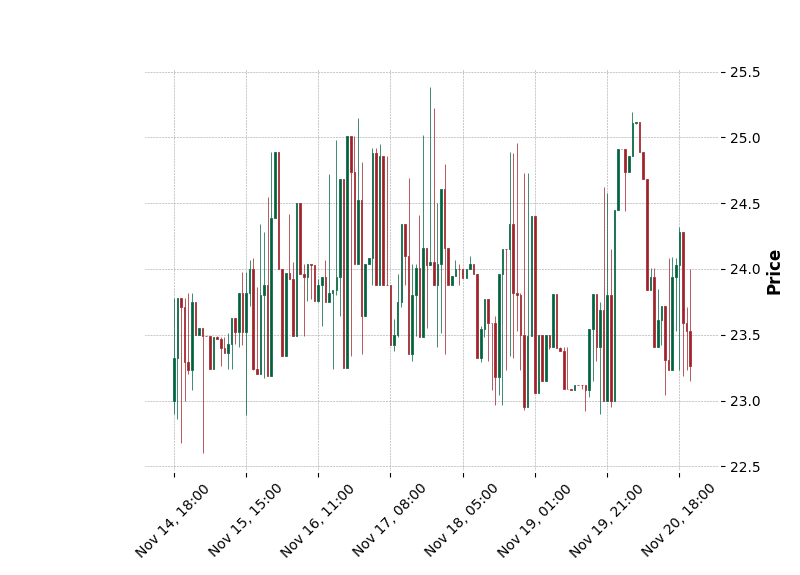 25.5
25.0
24.5
24.0
23.5
23.0
22.5
Price
Nov 14, 18:00
Nov 15, 15:00
Nov 16, 11:00
Nov 17, 08:00
Nov 18, 05:00
Nov 19, 01:00
Nov 19, 21:00
Nov 20, 18:00